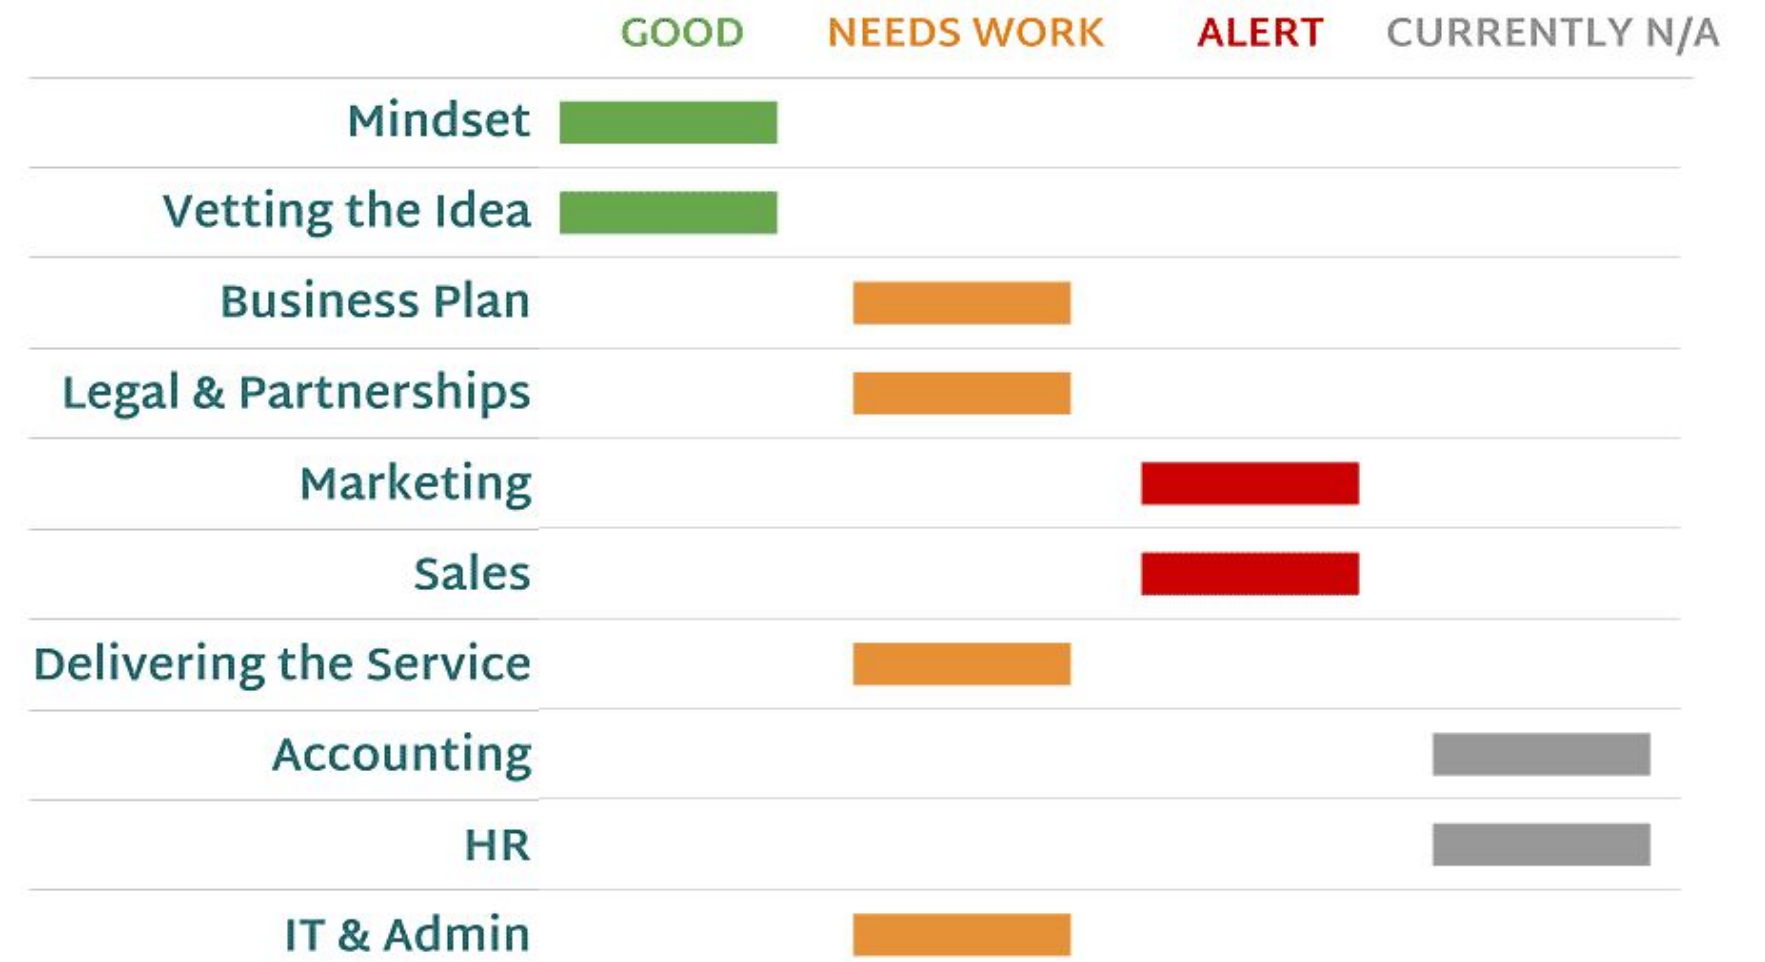 GOOD NEEDS WORK ALERT CURRENTLY N/A
Mindset
Vetting the Idea
Business Plan
Legal & Partnerships
Marketing
Sales
Delivering the Service
Accounting
HR
IT & Admin